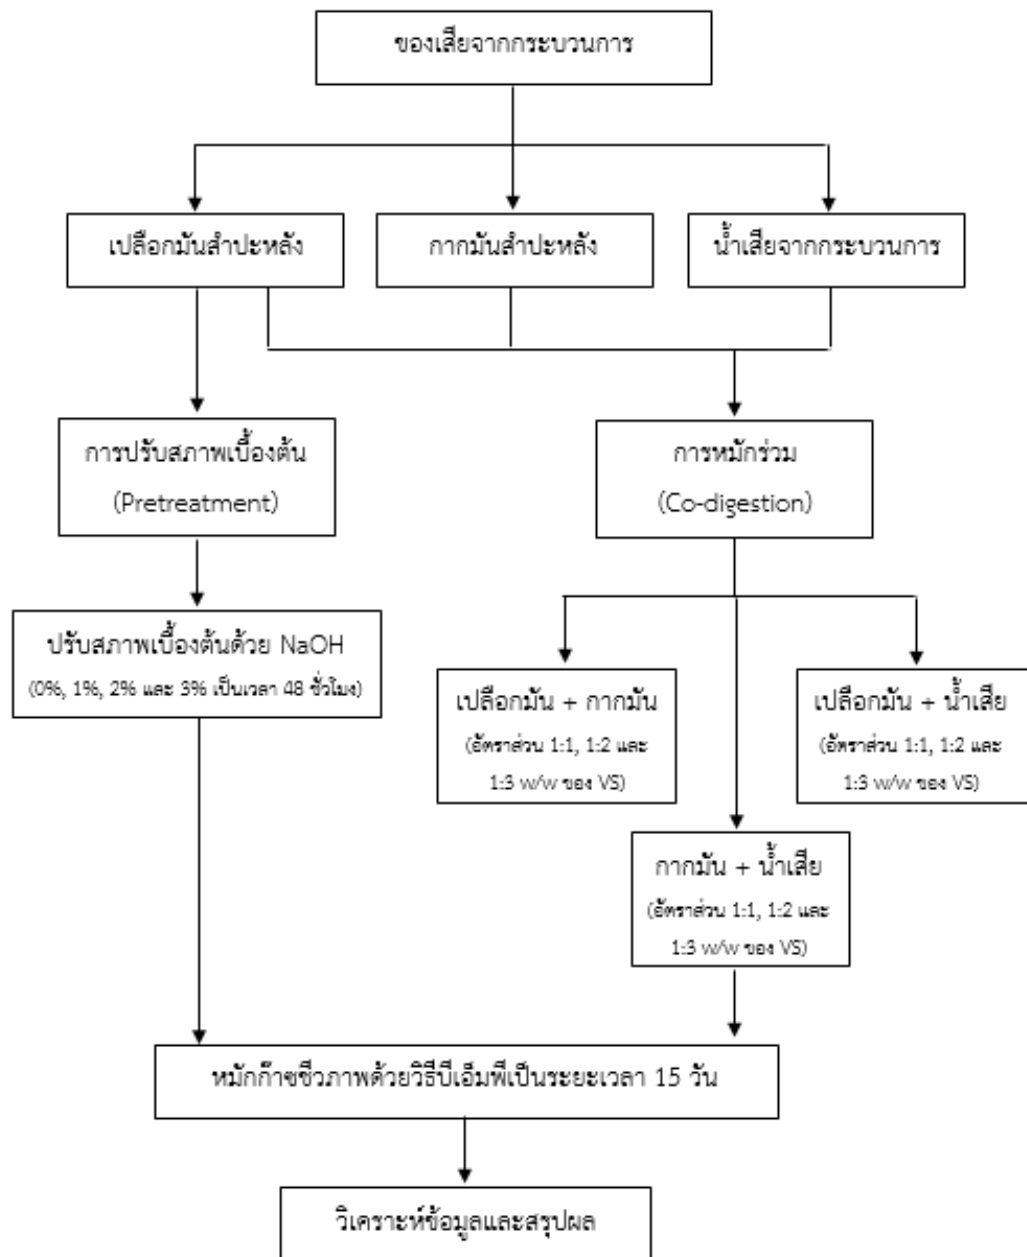 ของเสียจากกระบวนการ
เปลือกมันสำปะหลัง
กากมันสำปะหลัง
น้ำเสียจากกระบวนการ
การปรับสภาพเบื้องต้น
(Pretreatment)
การหมักร่วม
(Co-digestion)
ปรับสภาพเบื้องต้นด้วย NaOH
(0%, 1%, 2% และ 3% เป็นเวลา 48 ชั่วโมง)
เปลือกมัน + กากมัน
(อัตราส่วน 1:1, 1:2 และ
1:3 w/w ของ VS)
เปลือกมัน + น้ำเสีย
(อัตราส่วน 1:1, 1:2 และ
1:3 w/w ของ VS)
กากมัน + น้ำเสีย
(อัตราส่วน 1:1, 1:2 และ
1:3 w/w ของ VS)
หมักก๊าซชีวภาพด้วยวิธีบีเอ็มพีเป็นระยะเวลา 15 วัน
วิเคราะห์ข้อมูลและสรุปผล